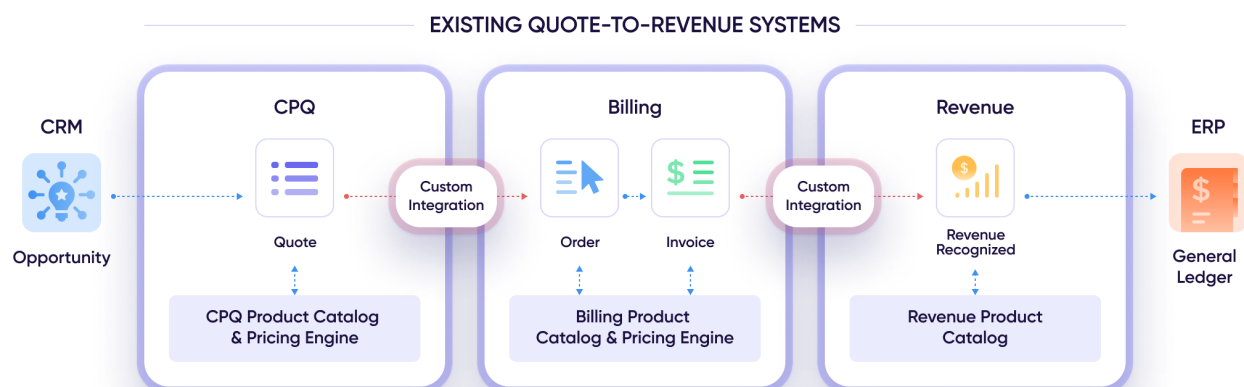 EXISTING QUOTE-TO-REVENUE SYSTEMS
CRM
Opportunity
CPQ
Quote
CPQ Product Catalog
& Pricing Engine
Custom
Integration
Billing
Order
Invoice
Billing Product
Catalog & Pricing Engine
Custom
Integration
Revenue
$
Revenue
Recognized
Revenue Product
Catalog
ERP
$
General
Ledger